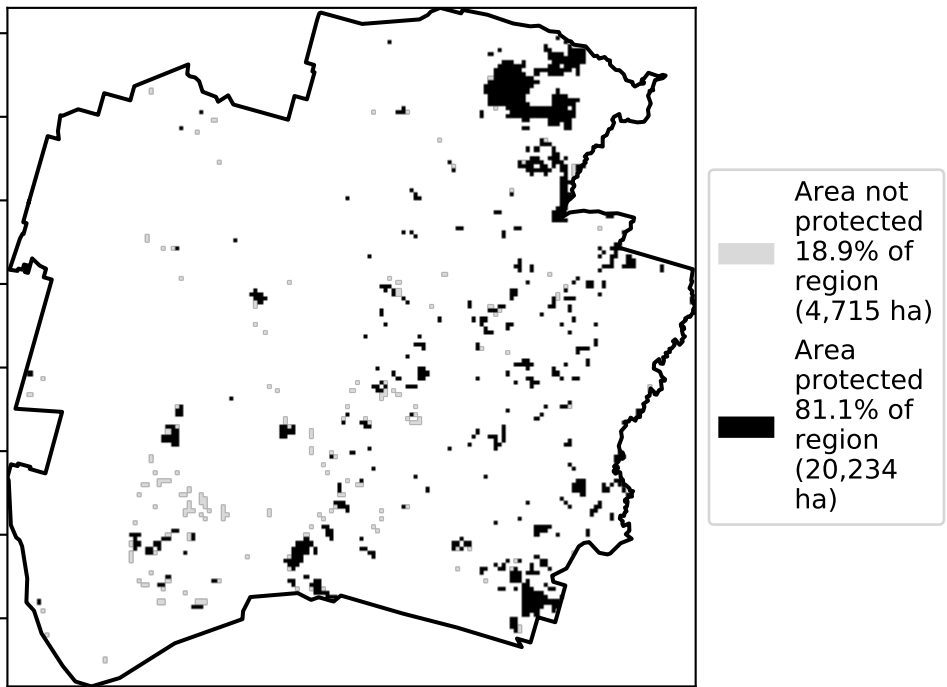 Area not
protected
18.9% of
region
(4,715 ha)
Area
protected
81.1% of
region
(20,234
ha)